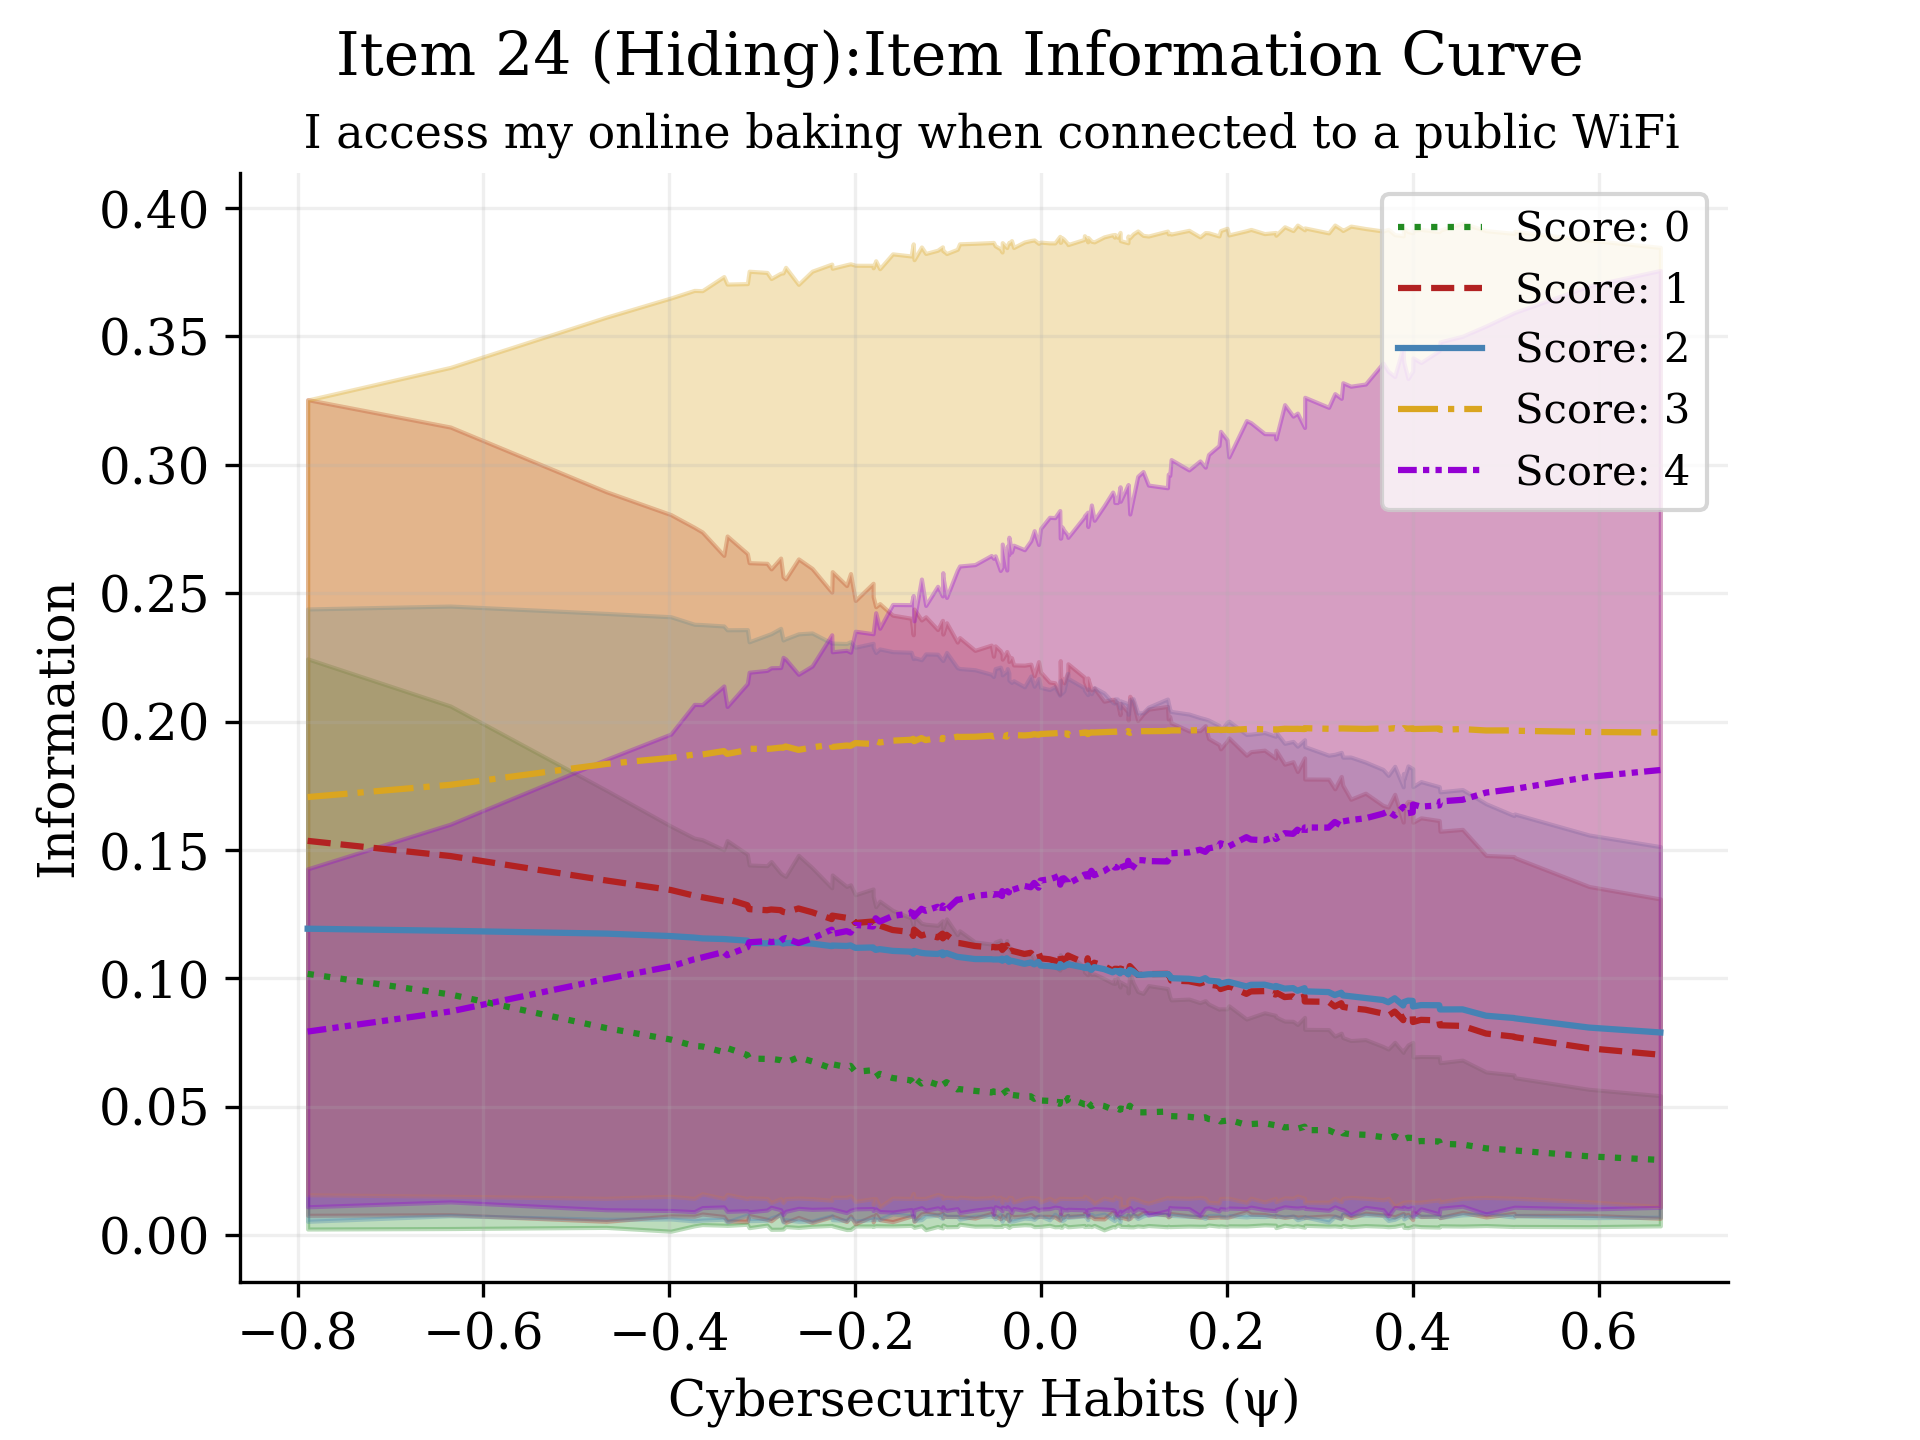 Item 24 (Hiding):Item Information Curve
I access my online baking when connected to a public WiFi
0.40
0.35
0.30
0.25
0.20
0.15
0.10
0.05
0.00
Information
Score: 0
Score: 1
Score: 2
Score: 3
Score: 4
−0.8 −0.6 −0.4 −0.2 0.0 0.2 0.4 0.6
Cybersecurity Habits (ψ)